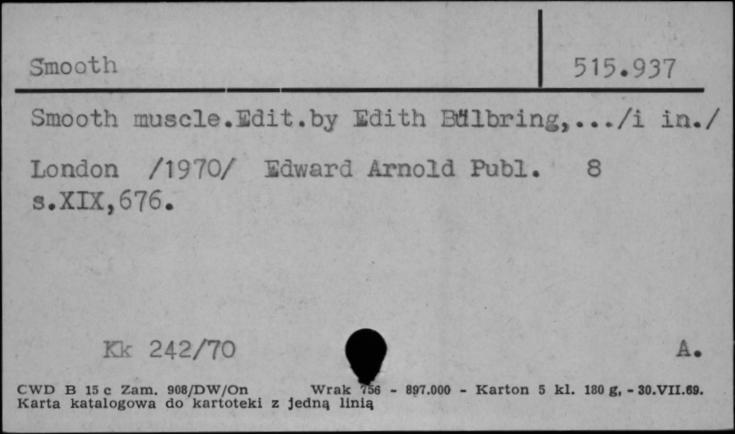 Smooth 515.937
Smooth muscle.Edit.by Edith Bülbring,.../i in./
London /1970/ Edward Arnold Publ. 8
s.XIX,676.
Kk 242/70 A.
CWD B 15 c Zam. 908/DW/On Wrak 756 - 897.000 - Karton 5 kl. 180 g. - 30.VII.69.
Karta katalogowa do kartoteki z jedną linią